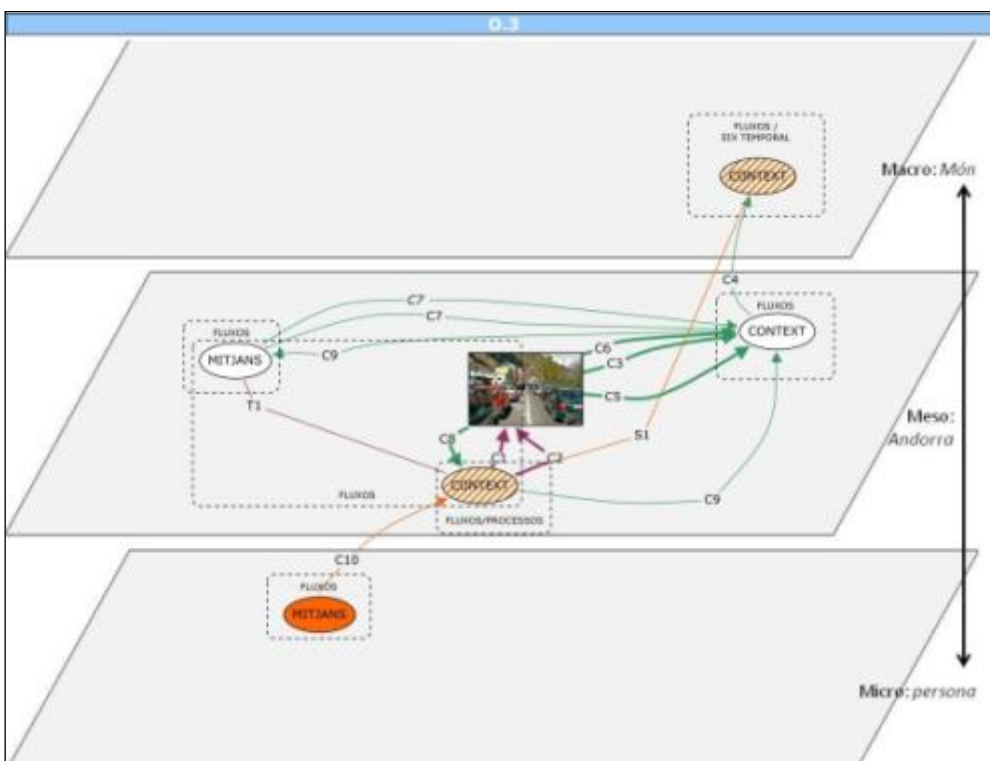 O.3
FLUXOS /
EIX TEMPORAL
CONTEXT
Macro: Món
C4
C7
C7
FLUXOS
FLUXOS
CONTEXT
MITJANS
C9
C6
C3
C5
T1
Meso:
Andorra
C8
S1
C1
C2
CONTEXT
FLUXOS
C9
FLUXOS/PROCESSOS
C10
FLUXOS
MITJANS
Micro: persona